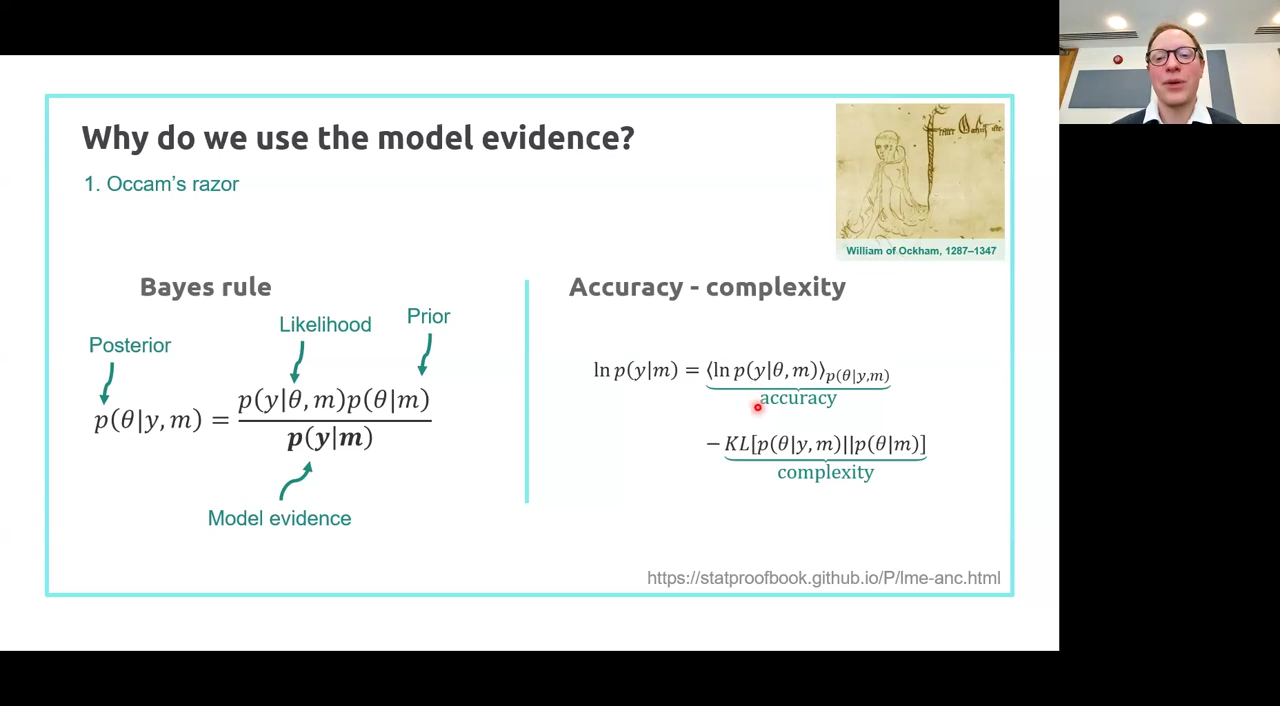 Why do we use the model evidence?
1. Occam's razor
William of Ockham, 1287–1347
Bayes rule
Likelihood
Prior
Posterior
p(θ|y, m) = p(y|θ, m)p(θ|m) / p(y|m)
Model evidence
Accuracy - complexity
ln p(y|m) = ⟨ln p(y|θ, m)⟩p(θ|y,m)
accuracy
− KL[p(θ|y, m)||p(θ|m)]
complexity
https://statproofbook.github.io/P/lme-anc.html